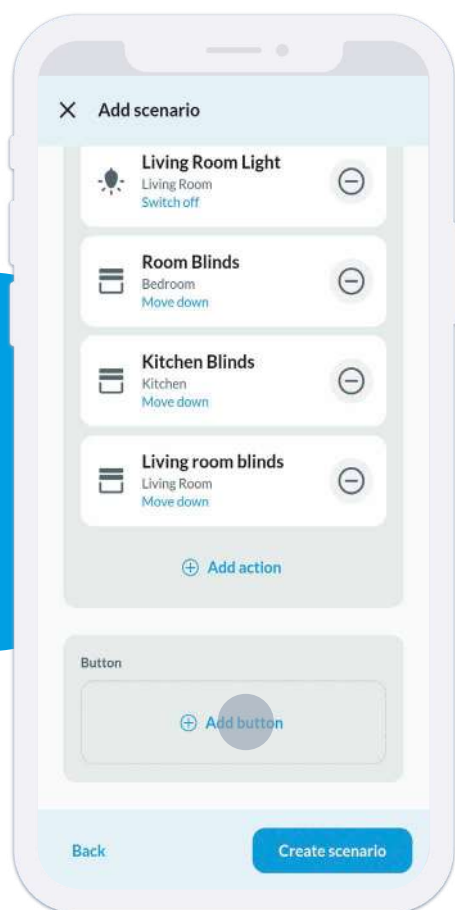 Add scenario
Living Room Light
Living Room
Switch off
Room Blinds
Bedroom
Move down
Kitchen Blinds
Kitchen
Move down
Living room blinds
Living Room
Move down
Add action
Button
Add button
Back
Create scenario